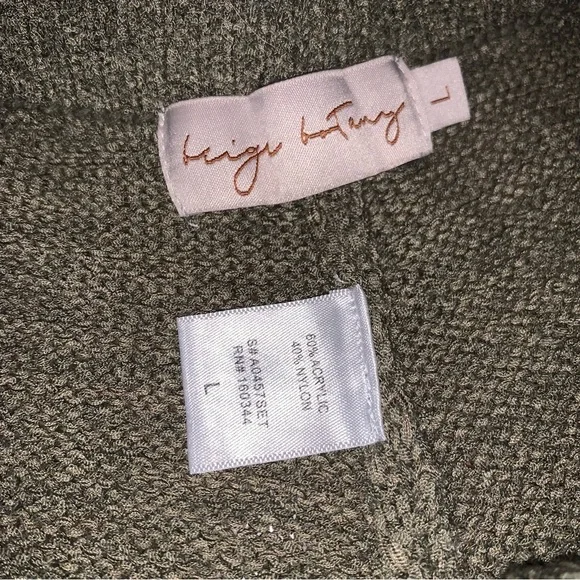 beige botany
L
60% ACRYLIC
40% NYLON
S# A0457SET
RN# 160344
L